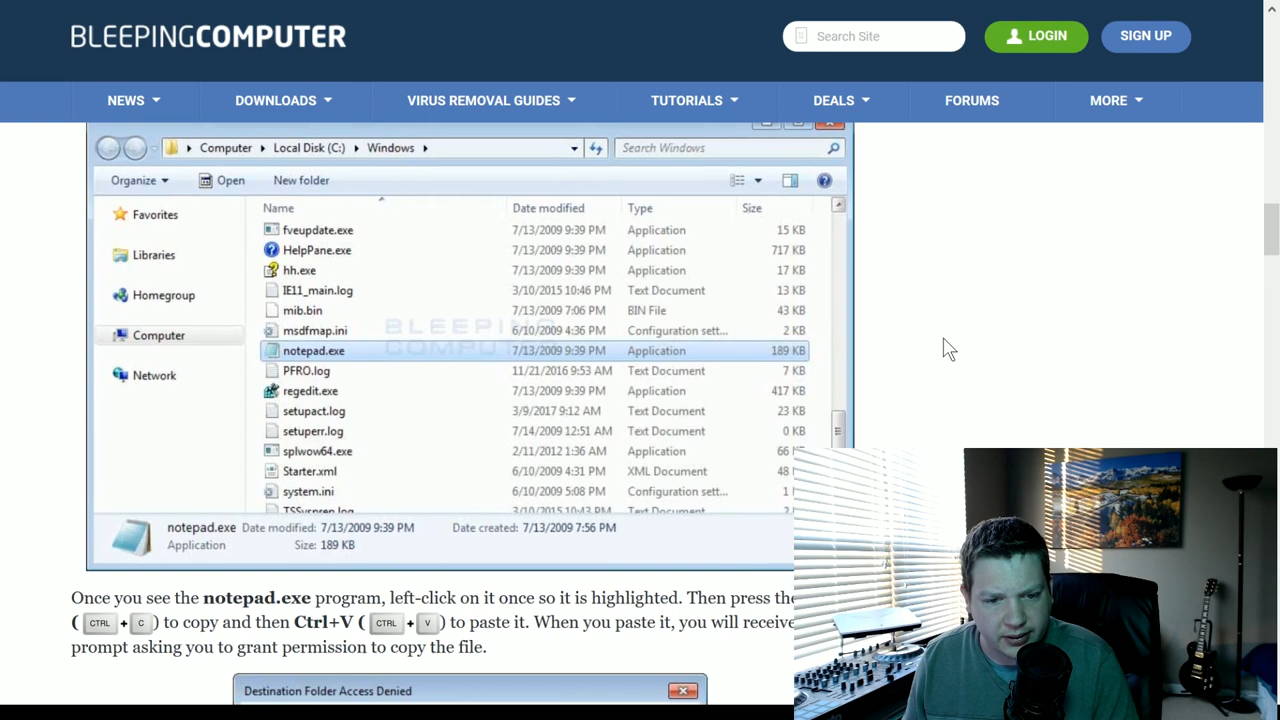 BLEEPINGCOMPUTER
Search Site
LOGIN
SIGN UP
NEWS
DOWNLOADS
VIRUS REMOVAL GUIDES
TUTORIALS
DEALS
FORUMS
MORE
Computer
Local Disk (C:)
Windows
Search Windows
Organize
Open
New folder
Name
Date modified
Type
Size
Favorites
Libraries
Homegroup
Computer
Network
fveupdate.exe 7/13/2009 9:39 PM Application 15 KB
HelpPane.exe 7/13/2009 9:39 PM Application 717 KB
hh.exe 7/13/2009 9:39 PM Application 17 KB
IE11_main.log 3/10/2015 10:46 PM Text Document 13 KB
mib.bin 7/13/2009 7:06 PM BIN File 43 KB
msdfmap.ini 6/10/2009 4:36 PM Configuration sett... 2 KB
notepad.exe 7/13/2009 9:39 PM Application 189 KB
PFRO.log 11/21/2016 9:53 AM Text Document 7 KB
regedit.exe 7/13/2009 9:39 PM Application 417 KB
setupact.log 3/9/2017 9:12 AM Text Document 23 KB
setuperr.log 7/14/2009 12:51 AM Text Document 0 KB
splwow64.exe 2/11/2012 1:36 AM Application 66
Starter.xml 6/10/2009 4:31 PM XML Document 48
system.ini 6/10/2009 5:08 PM Configuration sett... 1
BLEEPING
COMPUTER
notepad.exe Date modified: 7/13/2009 9:39 PM Date created: 7/13/2009 7:56 PM
Application Size: 189 KB
Once you see the notepad.exe program, left-click on it once so it is highlighted. Then press the
( CTRL + C ) to copy and then Ctrl+V ( CTRL + V ) to paste it. When you paste it, you will receive
prompt asking you to grant permission to copy the file.
Destination Folder Access Denied